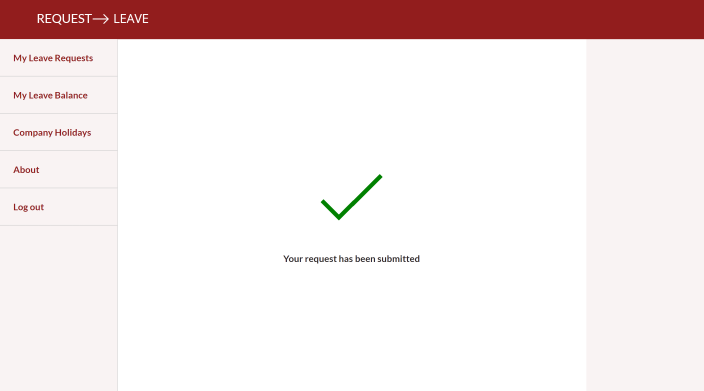 REQUEST→ LEAVE
My Leave Requests
My Leave Balance
Company Holidays
About
Log out
Your request has been submitted